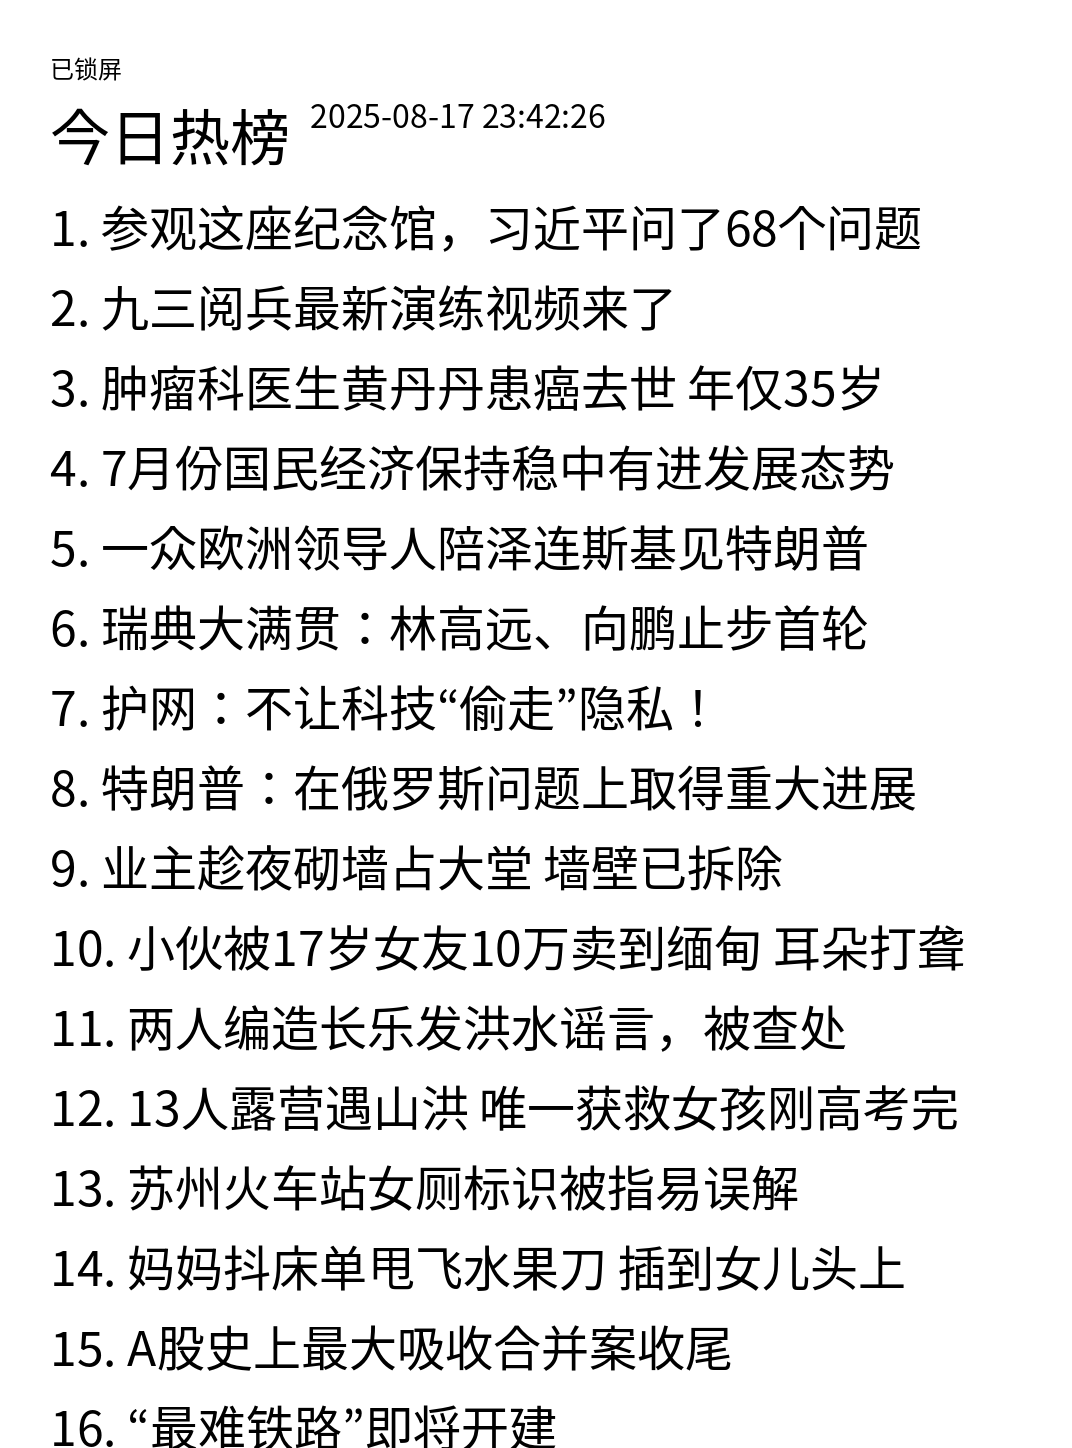 已锁屏
今日热榜 2025-08-17 23:42:26
1. 参观这座纪念馆，习近平问了68个问题
2. 九三阅兵最新演练视频来了
3. 肿瘤科医生黄丹丹患癌去世 年仅35岁
4. 7月份国民经济保持稳中有进发展态势
5. 一众欧洲领导人陪泽连斯基见特朗普
6. 瑞典大满贯：林高远、向鹏止步首轮
7. 护网：不让科技“偷走”隐私！
8. 特朗普：在俄罗斯问题上取得重大进展
9. 业主趁夜砌墙占大堂 墙壁已拆除
10. 小伙被17岁女友10万卖到缅甸 耳朵打聋
11. 两人编造长乐发洪水谣言，被查处
12. 13人露营遇山洪 唯一获救女孩刚高考完
13. 苏州火车站女厕标识被指易误解
14. 妈妈抖床单甩飞水果刀 插到女儿头上
15. A股史上最大吸收合并案收尾
16. “最难铁路”即将开建